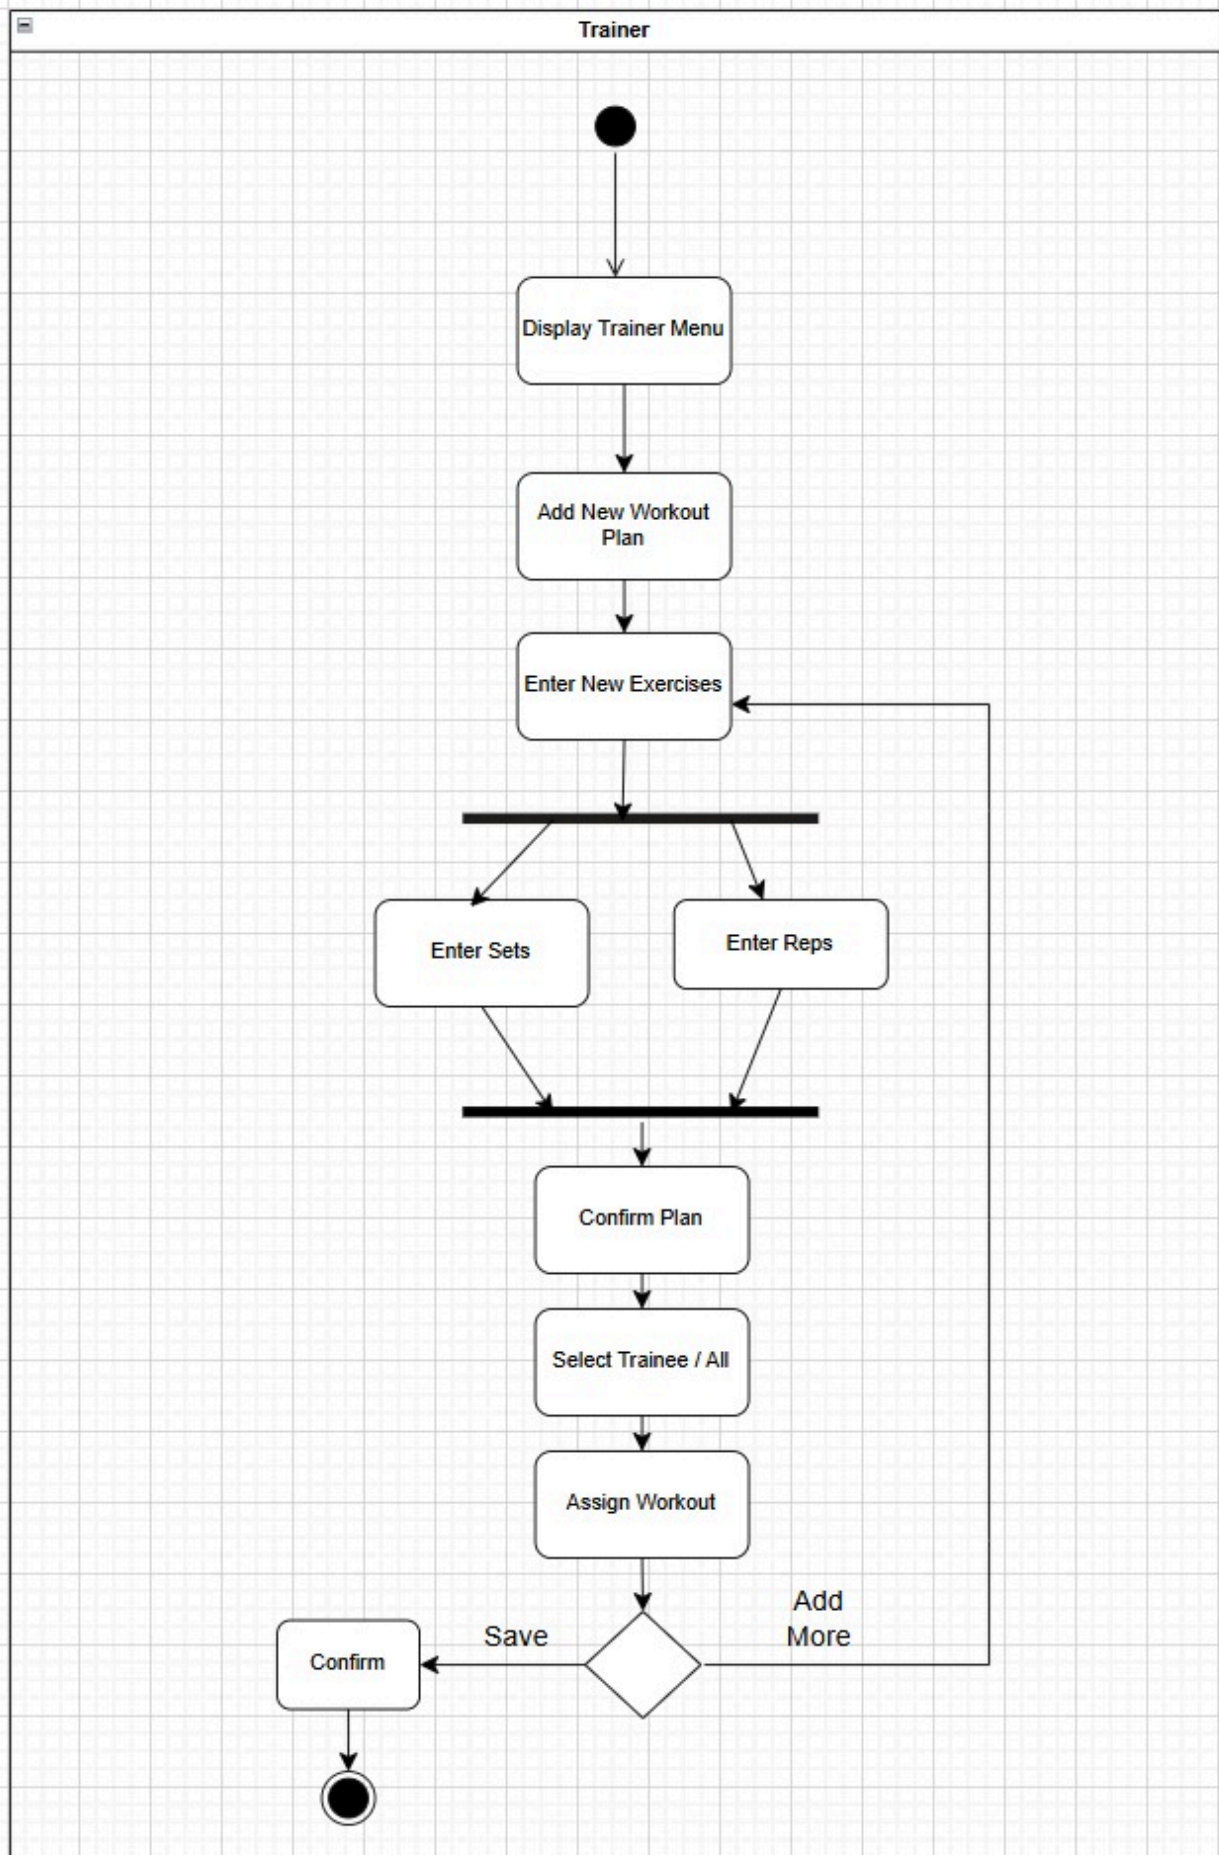 Trainer
Display Trainer Menu
Add New Workout
Plan
Enter New Exercises
Enter Sets
Enter Reps
Confirm Plan
Select Trainee / All
Assign Workout
Add
More
Save
Confirm